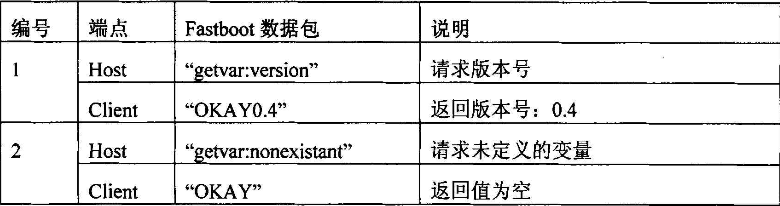 编号 端点 Fastboot 数据包 说明
1 Host “getvar:version” 请求版本号
Client “OKAY0.4” 返回版本号：0.4
2 Host “getvar:nonexistant” 请求未定义的变量
Client “OKAY” 返回值为空